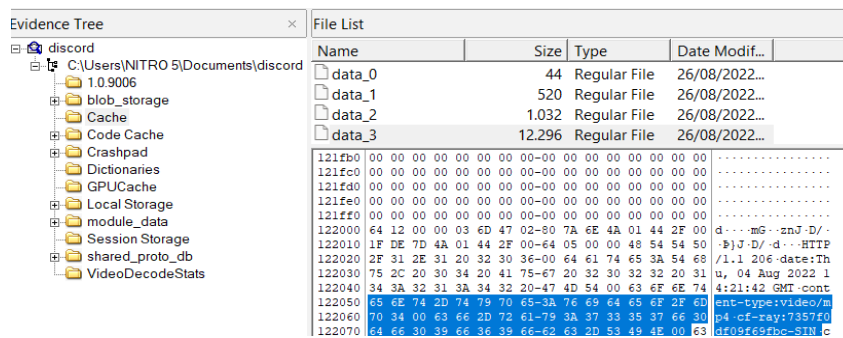 Evidence Tree ×
discord
C:\Users\NITRO 5\Documents\discord
1.0.9006
blob_storage
Cache
Code Cache
Crashpad
Dictionaries
GPUCache
Local Storage
module_data
Session Storage
shared_proto_db
VideoDecodeStats
File List
Name Size Type Date Modif...
data_0 44 Regular File 26/08/2022...
data_1 520 Regular File 26/08/2022...
data_2 1.032 Regular File 26/08/2022...
data_3 12.296 Regular File 26/08/2022...
121fb0 00 00 00 00 00 00 00 00-00 00 00 00 00 00 00 00 ················
121fc0 00 00 00 00 00 00 00 00-00 00 00 00 00 00 00 00 ················
121fd0 00 00 00 00 00 00 00 00-00 00 00 00 00 00 00 00 ················
121fe0 00 00 00 00 00 00 00 00-00 00 00 00 00 00 00 00 ················
121ff0 00 00 00 00 00 00 00 00-00 00 00 00 00 00 00 00 ················
122000 64 12 00 00 03 6D 47 02-80 7A 6E 4A 01 44 2F 00 d····mG··znJ·D/·
122010 1F DE 7D 4A 01 44 2F 00-64 05 00 00 48 54 54 50 ·Þ}J·D/·d···HTTP
122020 2F 31 2E 31 20 32 30 36-00 64 61 74 65 3A 54 68 /1.1 206·date:Th
122030 75 2C 20 30 34 20 41 75-67 20 32 30 32 32 20 31 u, 04 Aug 2022 1
122040 34 3A 32 31 3A 34 32 20-47 4D 54 00 63 6F 6E 74 4:21:42 GMT·cont
122050 65 6E 74 2D 74 79 70 65-3A 76 69 64 65 6F 2F 6D ent-type:video/m
122060 70 34 00 63 66 2D 72 61-79 3A 37 33 35 37 66 30 p4·cf-ray:7357f0
122070 64 66 30 39 66 36 39 66-62 63 2D 53 49 4E 00 63 df09f69fbc-SIN·c